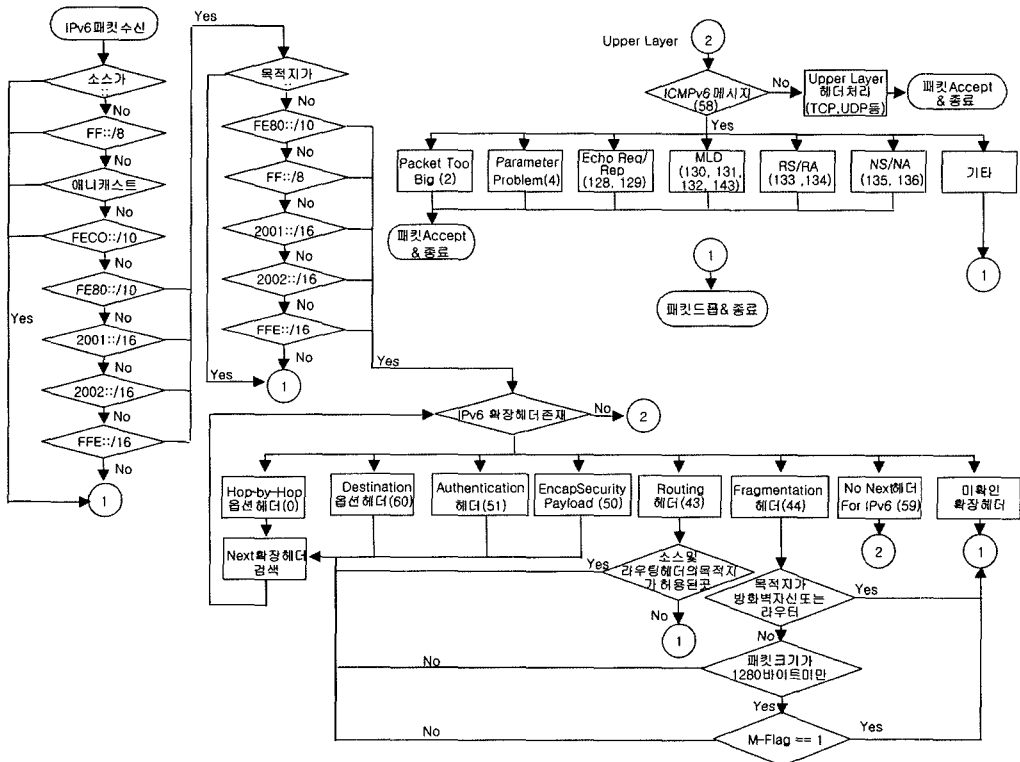 IPv6 패킷 수신
소스가
::
No
FF::/8
No
애니캐스트
No
FECO::/10
No
FE80::/10
No
2001::/16
No
2002::/16
No
FFE::/16
No
1
Yes
Yes
목적지가
::
No
FE80::/10
No
FF::/8
No
2001::/16
No
2002::/16
No
FFE::/16
No
1
Yes
Yes
Upper Layer
2
ICMPv6 메시지
(58)
No
Upper Layer
헤더처리
(TCP,UDP등)
패킷Accept
& 종료
Yes
Packet Too
Big (2)
Parameter
Problem(4)
Echo Req/
Rep
(128, 129)
MLD
(130, 131,
132, 143)
RS/RA
(133 ,134)
NS/NA
(135, 136)
기타
패킷Accept
& 종료
1
패킷드롭& 종료
1
IPv6 확장헤더존재
No
2
Hop-by-Hop
옵션헤더(0)
Destination
옵션헤더(60)
Authentication
헤더(51)
EncapSecurity
Payload (50)
Routing
헤더(43)
Fragmentation
헤더(44)
No Next헤더
For IPv6 (59)
미확인
확장헤더
Next확장헤더
검색
2
1
Yes
소스및
라우팅헤더의목적지
가 허용된곳
No
1
목적지가
방화벽자신또는
라우터
Yes
No
패킷크기가
1280바이트미만
No
Yes
M-Flag == 1
No
Yes